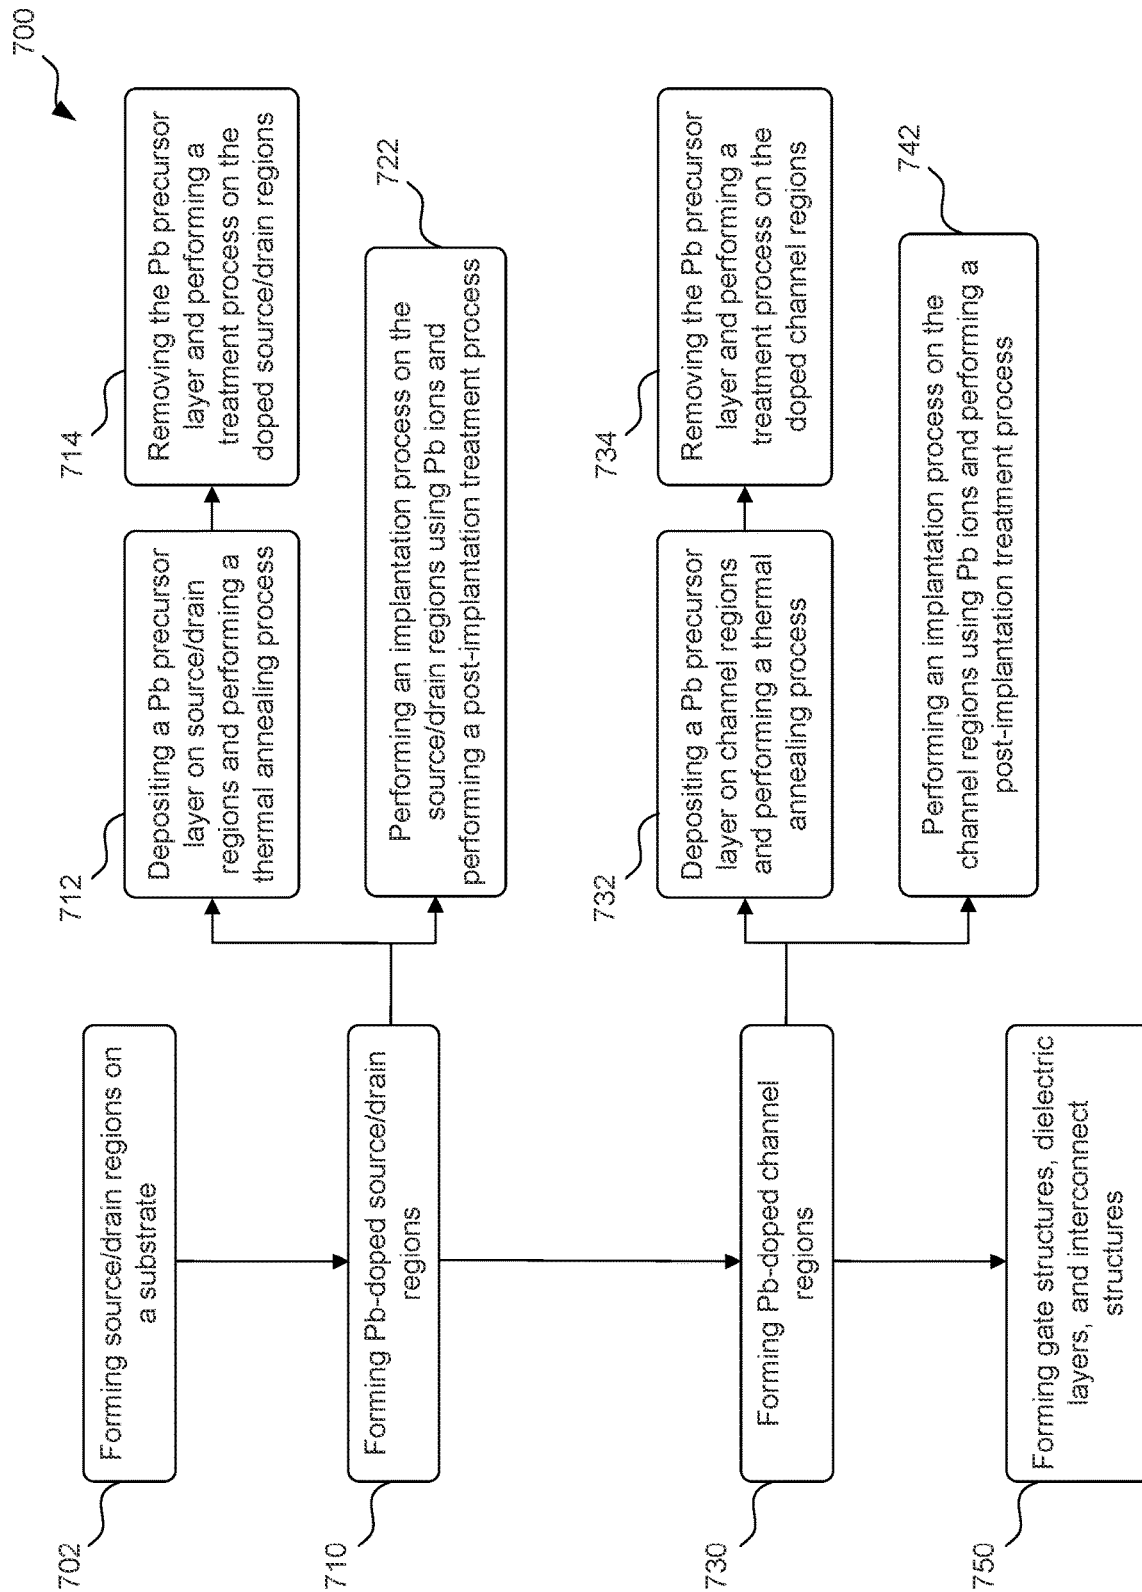 700
702
Forming source/drain regions on
a substrate
710
Forming Pb-doped source/drain
regions
712
Depositing a Pb precursor
layer on source/drain
regions and performing a
thermal annealing process
714
Removing the Pb precursor
layer and performing a
treatment process on the
doped source/drain regions
722
Performing an implantation process on the
source/drain regions using Pb ions and
performing a post-implantation treatment process
730
Forming Pb-doped channel
regions
732
Depositing a Pb precursor
layer on channel regions
and performing a thermal
annealing process
734
Removing the Pb precursor
layer and performing a
treatment process on the
doped channel regions
742
Performing an implantation process on the
channel regions using Pb ions and performing a
post-implantation treatment process
750
Forming gate structures, dielectric
layers, and interconnect
structures